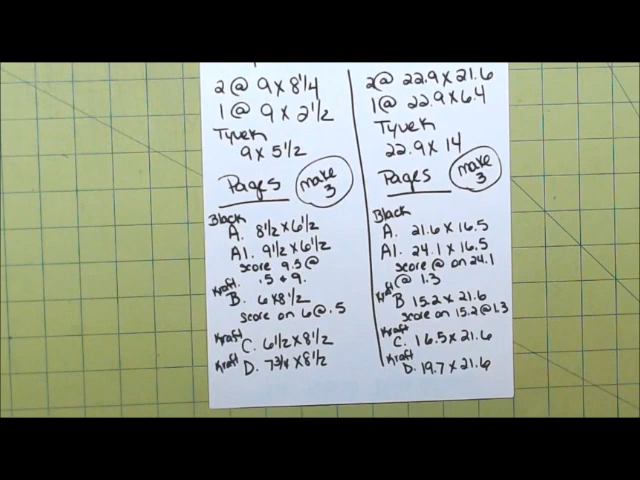 2 @ 9 x 8 1/4
1 @ 9 x 2 1/2
Tyvek
9 x 5 1/2
Pages
make
3
Black
A. 8 1/2 x 6 1/2
A1. 9 1/2 x 6 1/2
score 9.5 @
.5 + 9.
Kraft
B. 6 x 8 1/2
score on 6 @ .5
Kraft
C. 6 1/2 x 8 1/2
Kraft
D. 7 3/4 x 8 1/2
2 @ 22.9 x 21.6
1 @ 22.9 x 6.4
Tyvek
22.9 x 14
Pages
make
3
Black
A. 21.6 x 16.5
A1. 24.1 x 16.5
score @ on 24.1
@ 1.3
Kraft
B 15.2 x 21.6
score on 15.2 @ 1.3
Kraft
C. 16.5 x 21.6
Kraft
D. 19.7 x 21.6